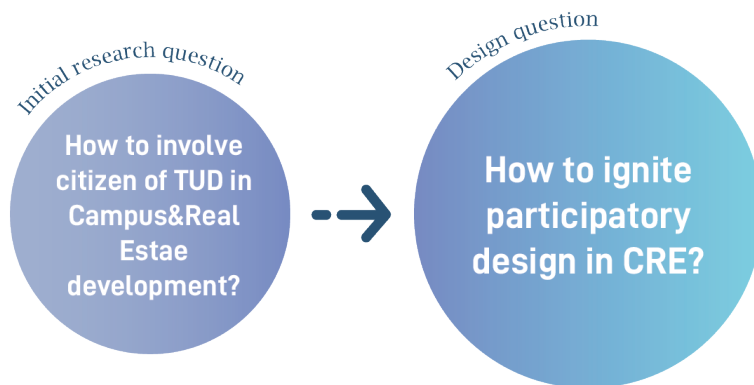 Initial research question
How to involve
citizen of TUD in
Campus&Real
Estae
development?
Design question
How to ignite
participatory
design in CRE?